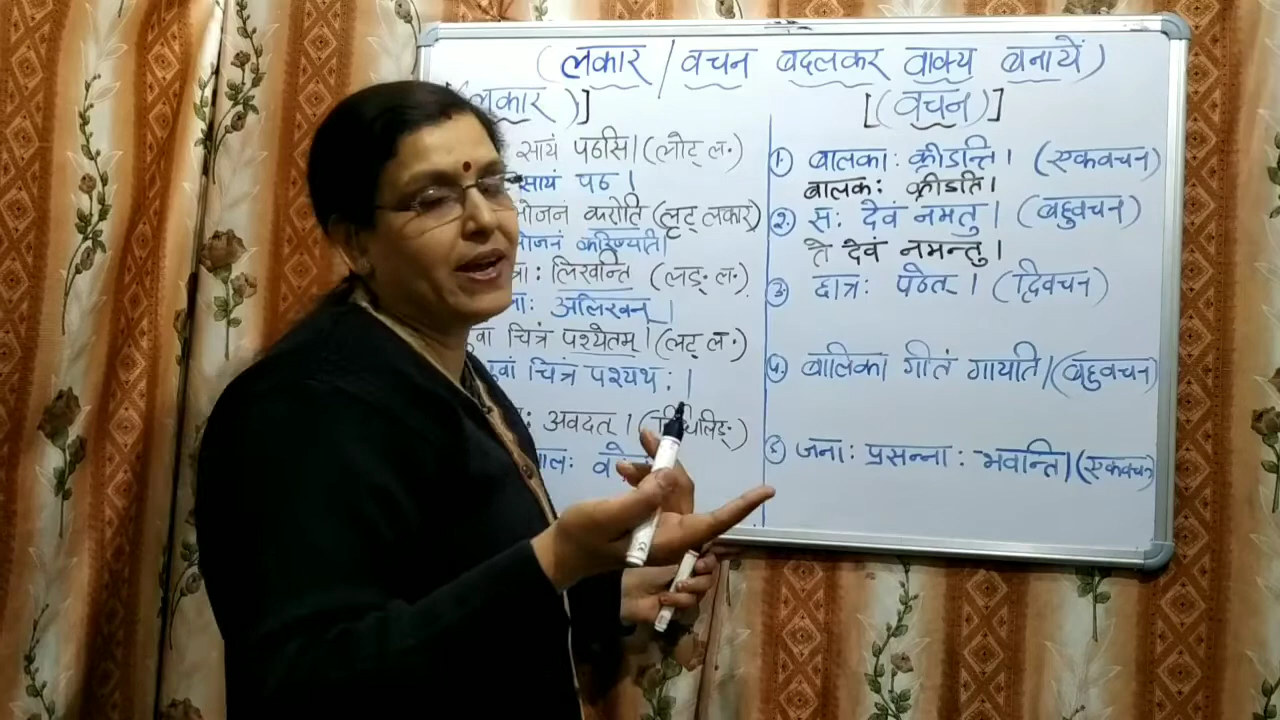 (लकार / वचन बदलकर वाक्य बनायें)
(लकार)]
सायं पठसि। (लोट् ल॰)
सायं पठ।
भोजनं करोति (लृट् लकार)
भोजनं करिष्यति।
लिखन्ति (लङ् ल॰)
अलिखन्।
चित्रं पश्येतम्। (लट् ल॰)
चित्रं पश्यथः।
अवदत्। (विधिलिङ्)
[(वचन)]
① बालकाः क्रीडन्ति। (एकवचन)
बालकः क्रीडति।
② सः देवं नमतु। (बहुवचन)
ते देवं नमन्तु।
③ छात्रः पठेत्। (द्विवचन)
बालिका गीतं गायति। (बहुवचन)
जनाः प्रसन्नाः भवन्ति। (एकवचन)